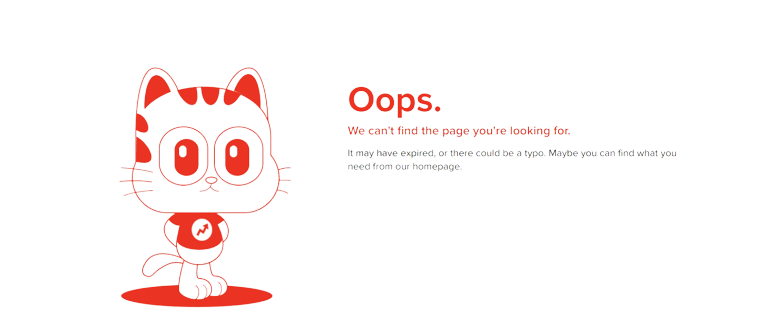 Oops.
We can't find the page you're looking for.
It may have expired, or there could be a typo. Maybe you can find what you
need from our homepage.